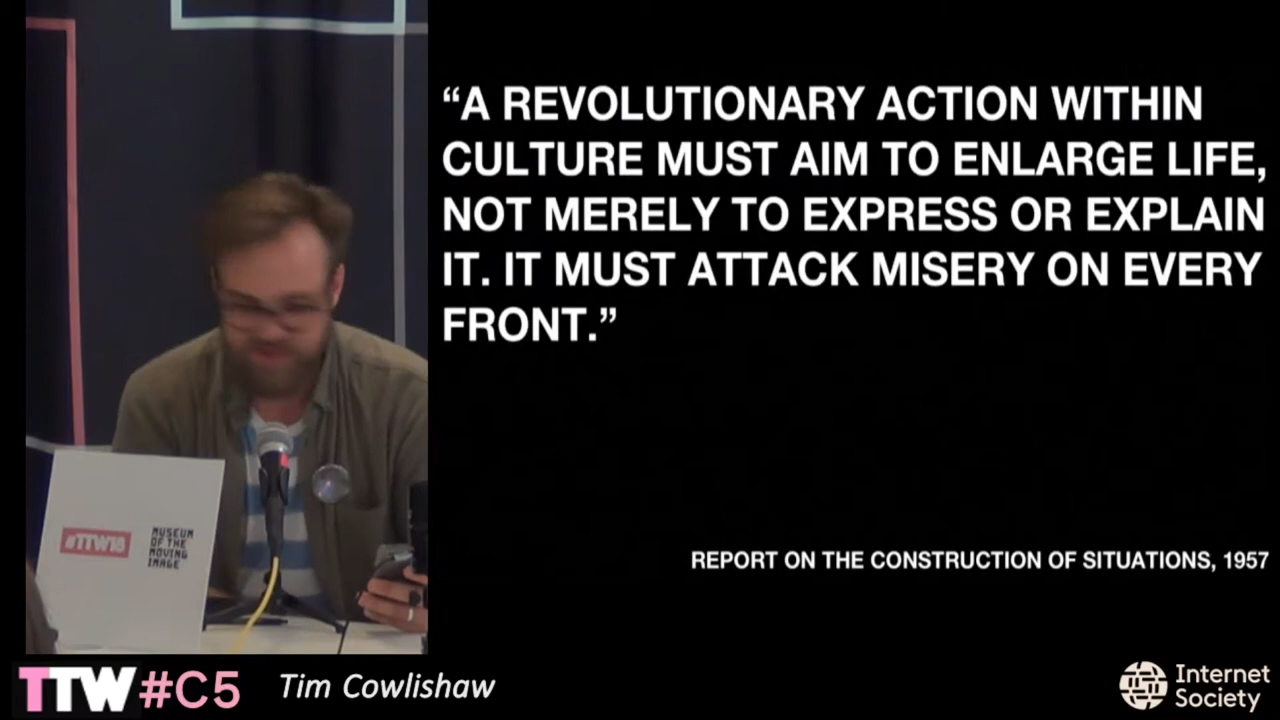 “A REVOLUTIONARY ACTION WITHIN
CULTURE MUST AIM TO ENLARGE LIFE,
NOT MERELY TO EXPRESS OR EXPLAIN
IT. IT MUST ATTACK MISERY ON EVERY
FRONT.”
REPORT ON THE CONSTRUCTION OF SITUATIONS, 1957
#TTW18
MUSEUM
OF THE
MOVING
IMAGE
TTW#C5
Tim Cowlishaw
Internet
Society